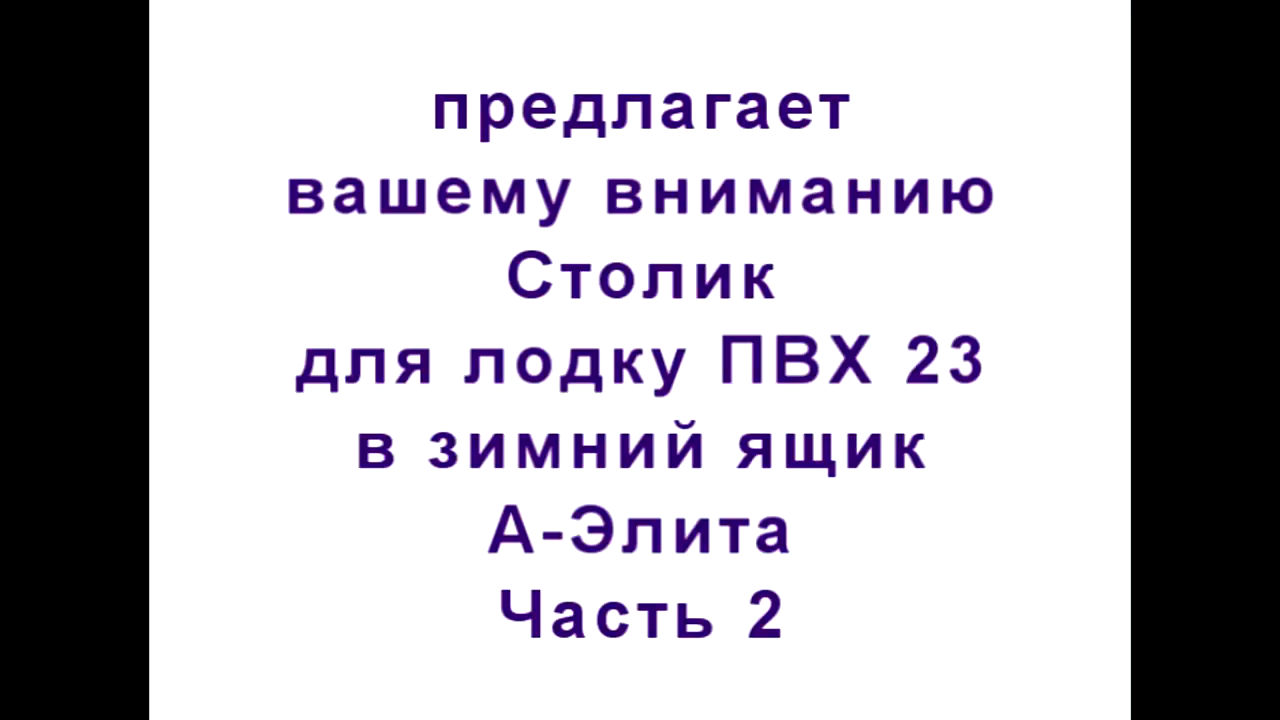 предлагает
вашему вниманию
Столик
для лодку ПВХ 23
в зимний ящик
А-Элита
Часть 2